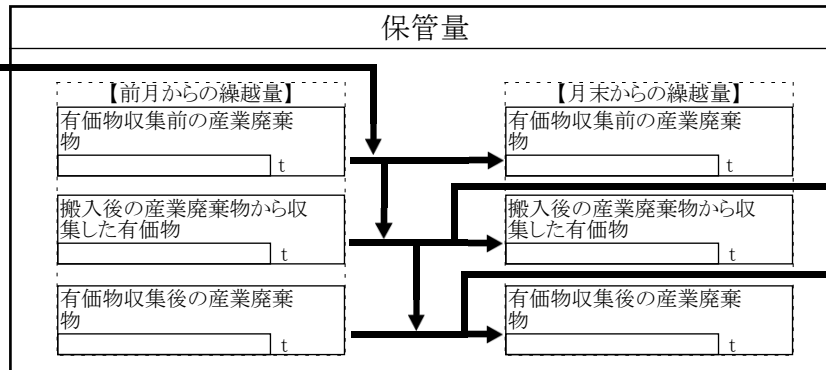 保管量
【前月からの繰越量】
有価物収集前の産業廃棄
物
t
搬入後の産業廃棄物から収
集した有価物
t
有価物収集後の産業廃棄
物
t
【月末からの繰越量】
有価物収集前の産業廃棄
物
t
搬入後の産業廃棄物から収
集した有価物
t
有価物収集後の産業廃棄
物
t